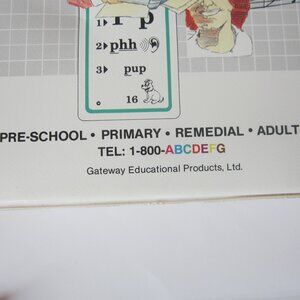 1▸ P p
2▸ phh
3▸ pup
16
PRE-SCHOOL • PRIMARY • REMEDIAL • ADULT
TEL: 1-800-ABCDEFG
Gateway Educational Products, Ltd.